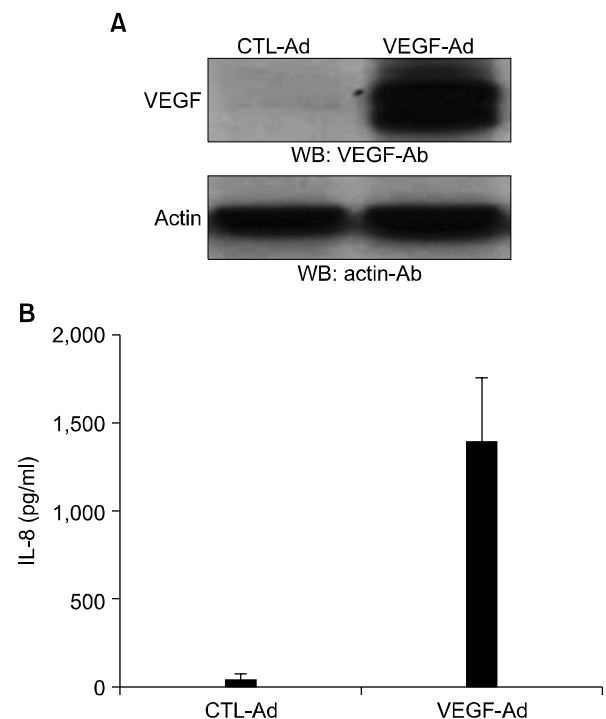 A
CTL-Ad VEGF-Ad
VEGF
WB: VEGF-Ab
Actin
WB: actin-Ab
B
2,000
1,500
1,000
500
0
IL-8 (pg/ml)
CTL-Ad VEGF-Ad